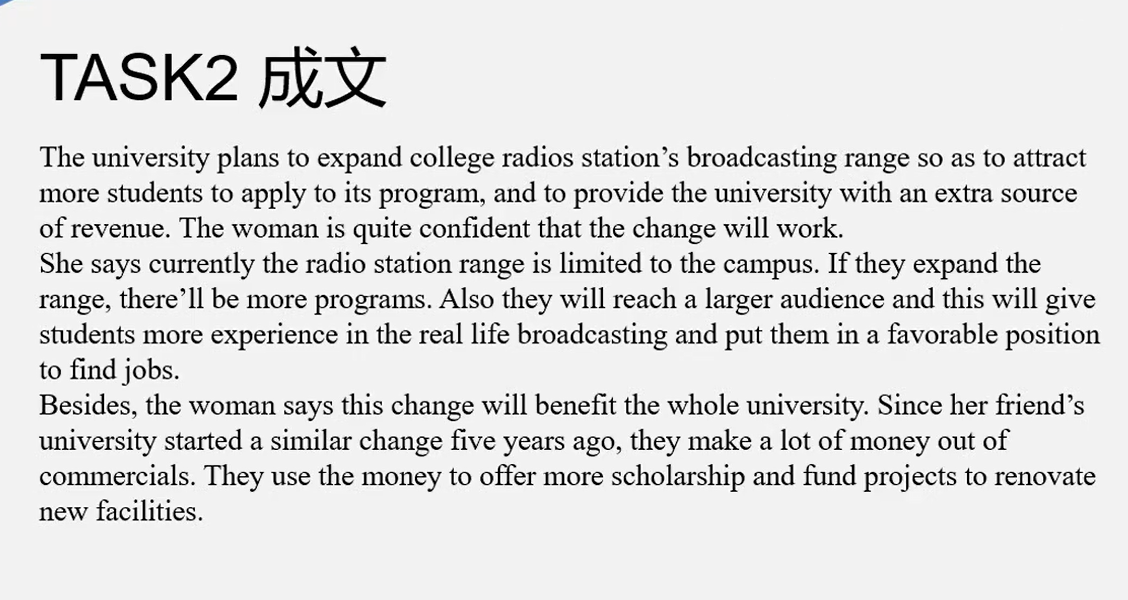 TASK2 成文
The university plans to expand college radios station’s broadcasting range so as to attract
more students to apply to its program, and to provide the university with an extra source
of revenue. The woman is quite confident that the change will work.
She says currently the radio station range is limited to the campus. If they expand the
range, there’ll be more programs. Also they will reach a larger audience and this will give
students more experience in the real life broadcasting and put them in a favorable position
to find jobs.
Besides, the woman says this change will benefit the whole university. Since her friend’s
university started a similar change five years ago, they make a lot of money out of
commercials. They use the money to offer more scholarship and fund projects to renovate
new facilities.